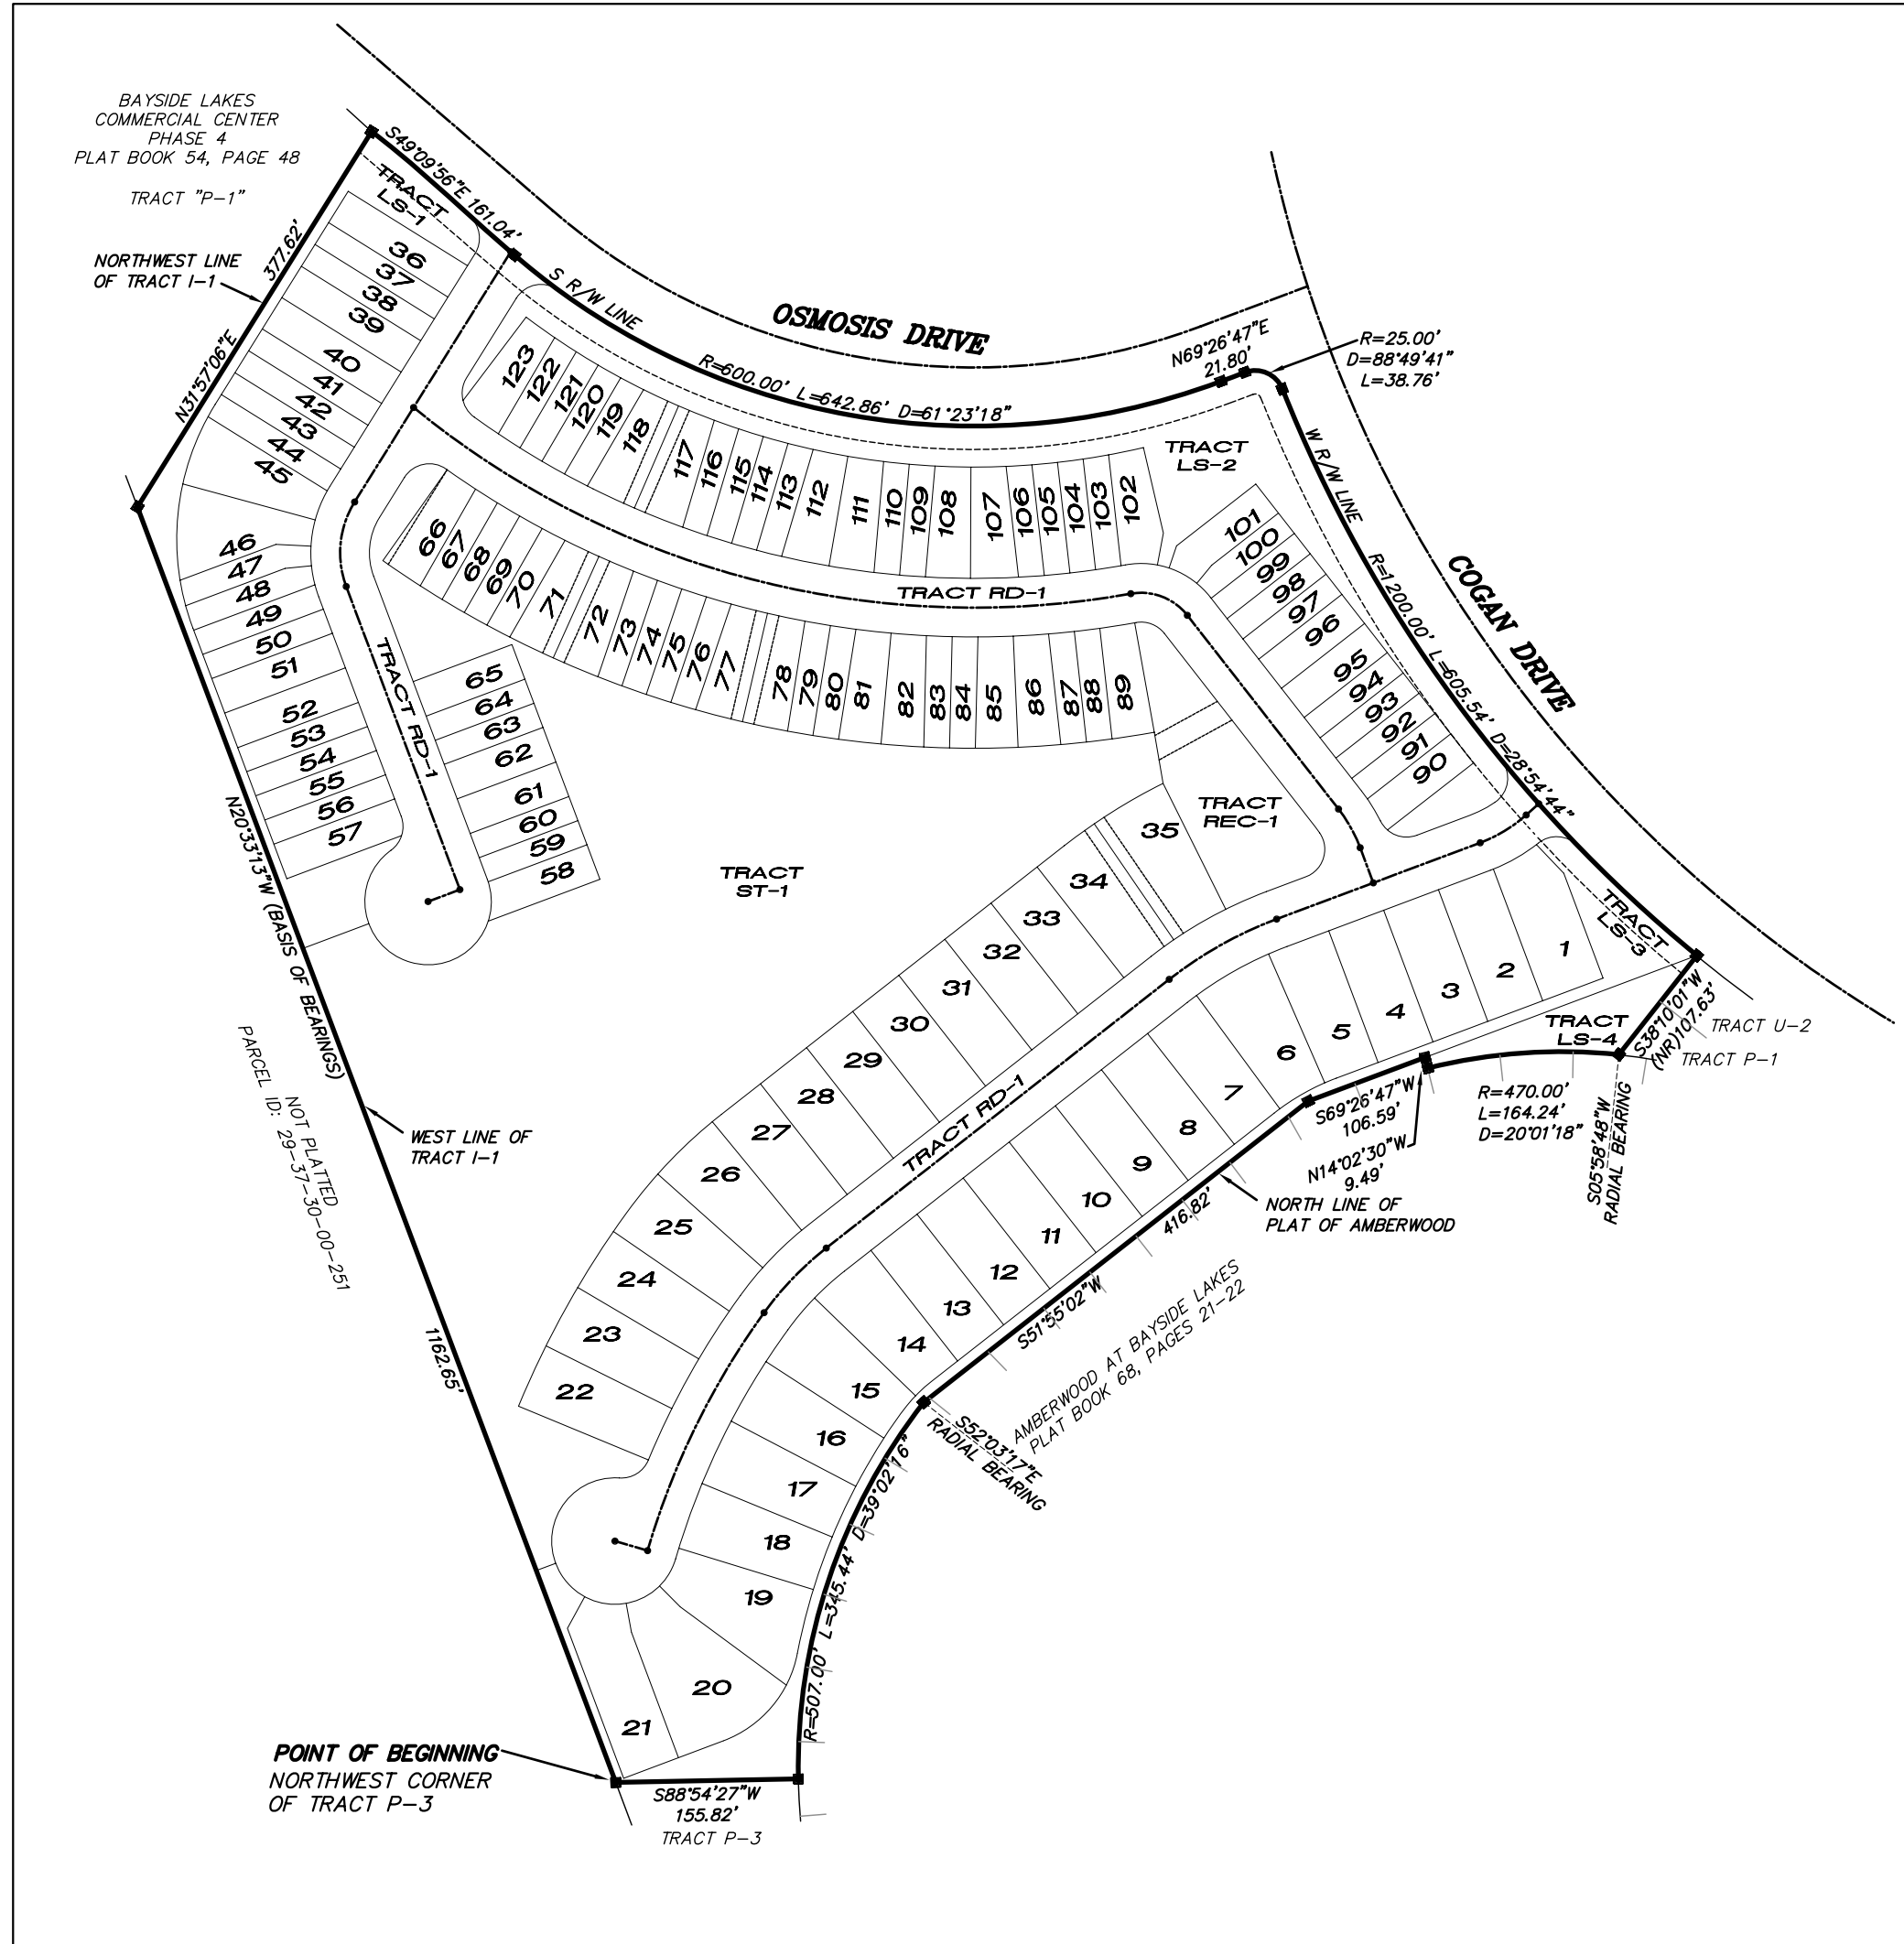 BAYSIDE LAKES
COMMERCIAL CENTER
PHASE 4
PLAT BOOK 54, PAGE 48
TRACT "P-1"
NORTHWEST LINE
OF TRACT I-1
377.62'
N31°57'06"E
S49°09'56"E 161.04'
TRACT
LS-1
S R/W LINE
OSMOSIS DRIVE
R=600.00' L=642.86' D=61°23'18"
N69°26'47"E
21.80'
R=25.00'
D=88°49'41"
L=38.76'
W R/W LINE
R=1200.00' L=605.54' D=28°54'44"
COGAN DRIVE
TRACT
LS-2
36
37
38
39
40
41
42
43
44
45
46
47
48
49
50
51
52
53
54
55
56
57
65
64
63
62
61
60
59
58
TRACT RD-1
123
122
121
120
119
118
117
116
115
114
113
112
111
110
109
108
107
106
105
104
103
102
101
100
99
98
97
96
95
94
93
92
91
90
TRACT RD-1
66
67
68
69
70
71
72
73
74
75
76
77
78
79
80
81
82
83
84
85
86
87
88
89
TRACT
REC-1
TRACT
ST-1
35
34
33
32
31
30
29
28
27
26
25
24
23
22
TRACT RD-1
1
2
3
4
5
6
7
8
9
10
11
12
13
14
15
16
17
18
19
20
21
TRACT
LS-3
TRACT
LS-4
S38°10'01"W
(NR)107.63'
TRACT U-2
TRACT P-1
S05°58'48"W
RADIAL BEARING
R=470.00'
L=164.24'
D=20°01'18"
S69°26'47"W
106.59'
N14°02'30"W
9.49'
NORTH LINE OF
PLAT OF AMBERWOOD
416.82'
S51°55'02"W
AMBERWOOD AT BAYSIDE LAKES
PLAT BOOK 68, PAGES 21-22
S52°03'17"E
RADIAL BEARING
R=507.00' L=345.44' D=39°02'16"
N20°33'13"W (BASIS OF BEARINGS)
1162.65'
NOT PLATTED
PARCEL ID: 29-37-30-00-251
WEST LINE OF
TRACT I-1
POINT OF BEGINNING
NORTHWEST CORNER
OF TRACT P-3
S88°54'27"W
155.82'
TRACT P-3